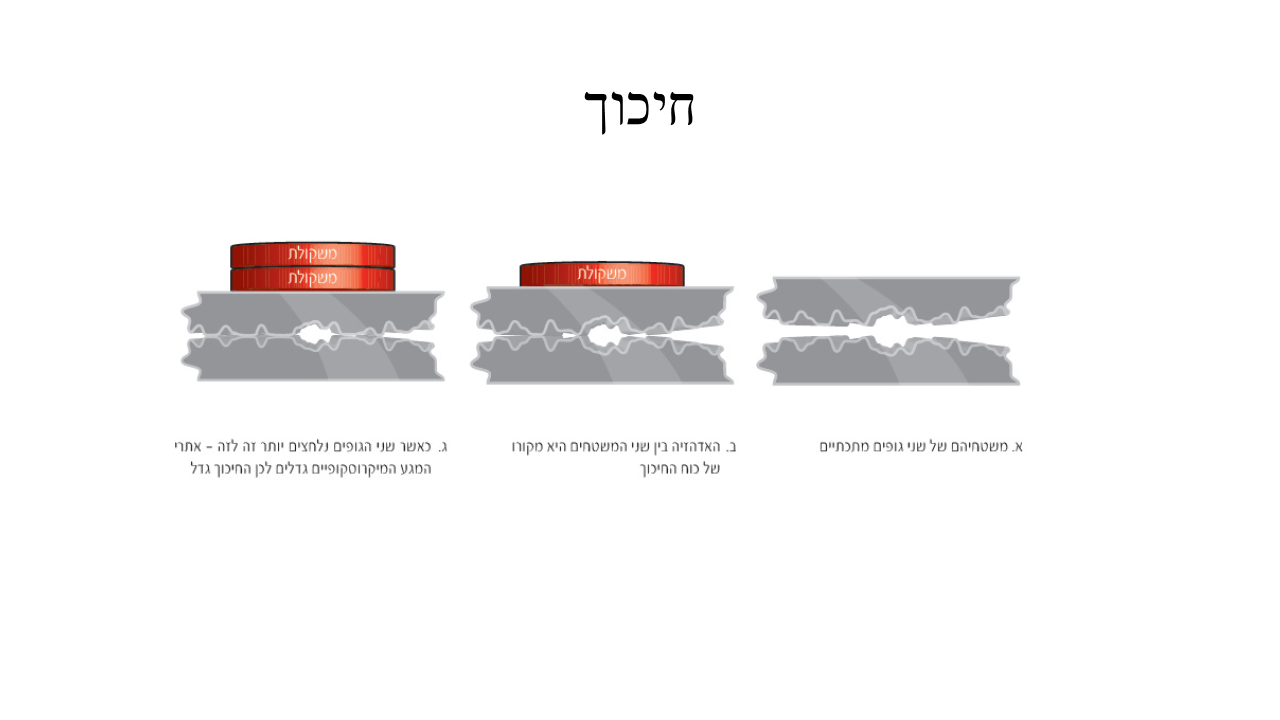 חיכוך
משקולת
משקולת
משקולת
א. משטחיהם של שני גופים מתכתיים
ב. האדהזיה בין שני המשטחים היא מקורו
של כוח החיכוך
ג. כאשר שני הגופים נלחצים יותר זה לזה – אתרי
המגע המיקרוסקופיים גדלים לכן החיכוך גדל